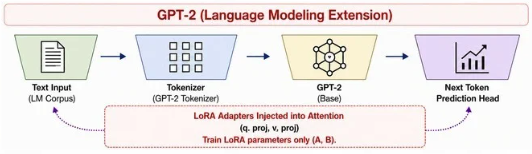 GPT-2 (Language Modeling Extension)
Text Input
(LM Corpus)
Tokenizer
(GPT-2 Tokenizer)
GPT-2
(Base)
Next Token
Prediction Head
LoRA Adapters Injected into Attention
(q. proj, v, proj)
Train LoRA parameters only (A, B).